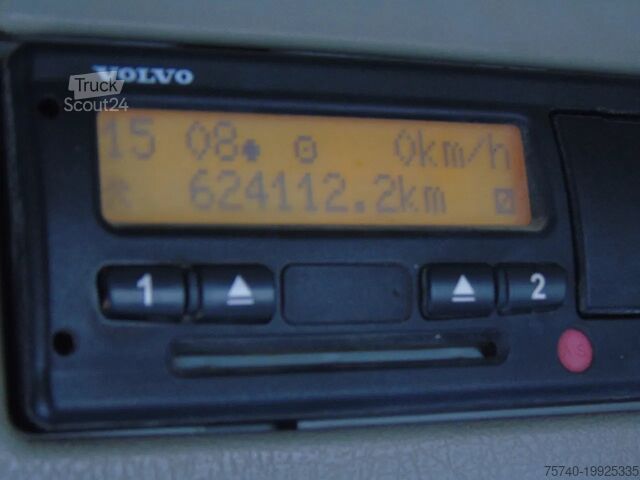 VOLVO
Truck
Scout24
15 08 0km/h
624112.2km
1 2
75740-19925335